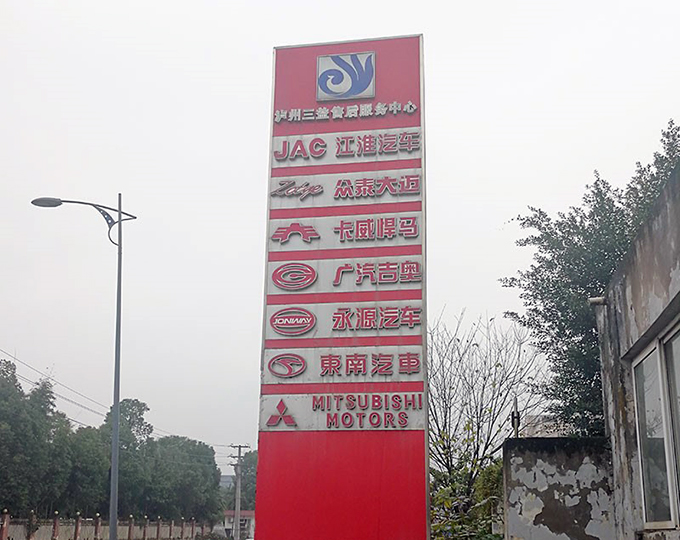 泸州三益售后服务中心
JAC 江淮汽车
众泰大迈
卡威悍马
广汽吉奥
JONWAY 永源汽车
東南汽車
MITSUBISHI
MOTORS